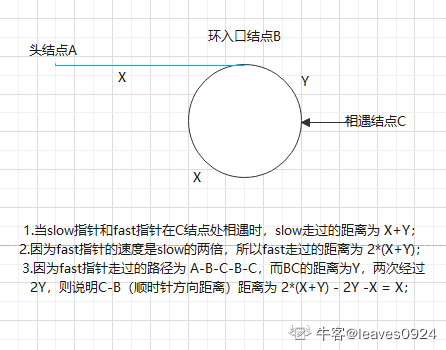 环入口结点B
头结点A
X
Y
相遇结点C
X
1.当slow指针和fast指针在C结点处相遇时，slow走过的距离为 X+Y；
2.因为fast指针的速度是slow的两倍，所以fast走过的距离为 2*(X+Y)；
3.因为fast指针走过的路径为 A-B-C-B-C，而BC的距离为Y，两次经过
2Y，则说明C-B（顺时针方向距离）距离为 2*(X+Y) - 2Y -X = X；
牛客@leaves0924